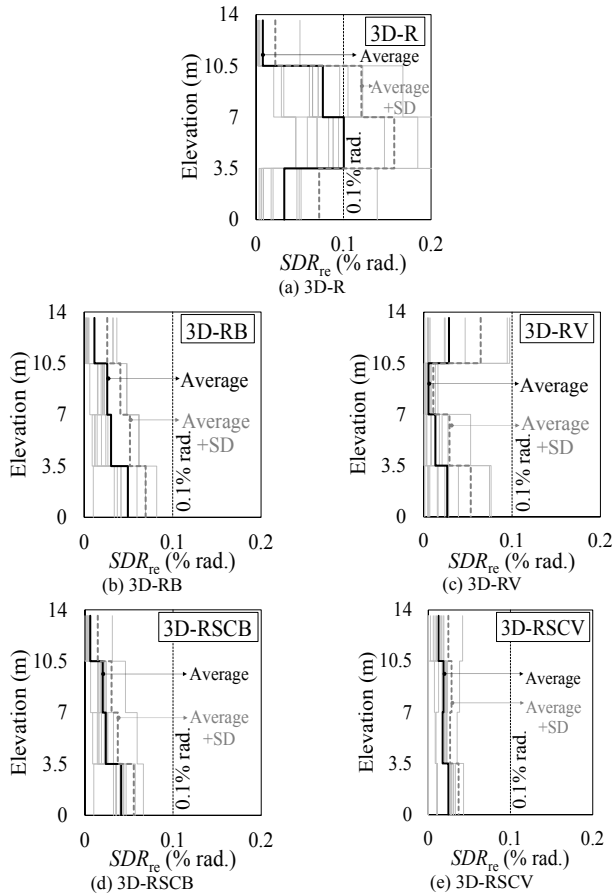 14
10.5
7
3.5
0
Elevation (m)
3D-R
Average
Average
+SD
0.1% rad.
0
0.1
0.2
SDRre (% rad.)
(a) 3D-R
14
10.5
7
3.5
0
Elevation (m)
3D-RB
Average
Average
+SD
0.1% rad.
0
0.1
0.2
SDRre (% rad.)
(b) 3D-RB
14
10.5
7
3.5
0
Elevation (m)
3D-RV
Average
Average
+SD
0.1% rad.
0
0.1
0.2
SDRre (% rad.)
(c) 3D-RV
14
10.5
7
3.5
0
Elevation (m)
3D-RSCB
Average
Average
+SD
0.1% rad.
0
0.1
0.2
SDRre (% rad.)
(d) 3D-RSCB
14
10.5
7
3.5
0
Elevation (m)
3D-RSCV
Average
Average
+SD
0.1% rad.
0
0.1
0.2
SDRre (% rad.)
(e) 3D-RSCV